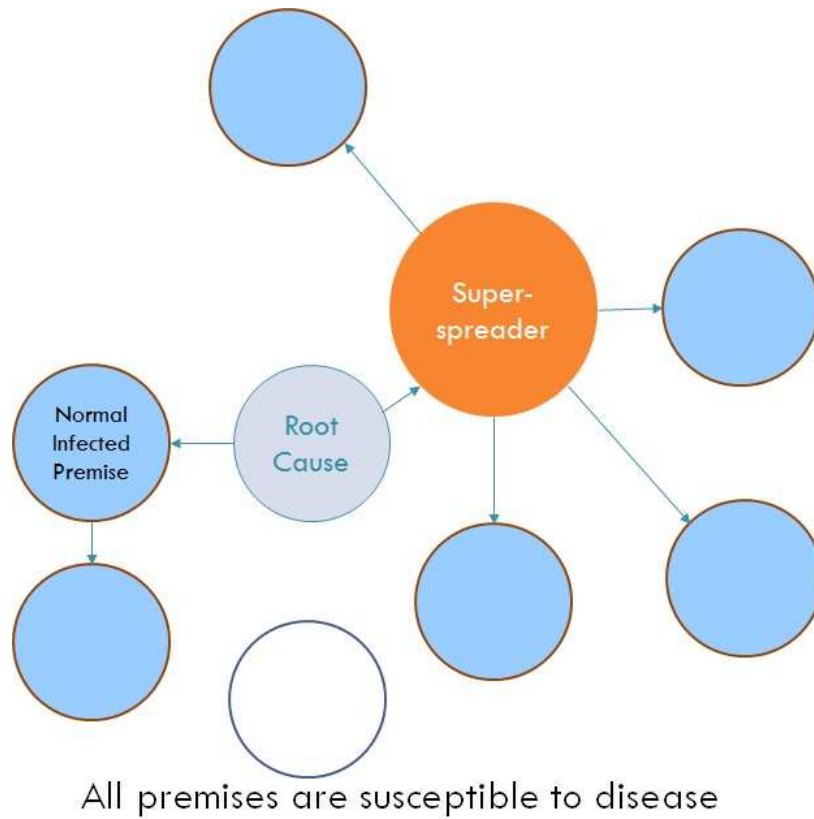 Super-
spreader
Normal
Infected
Premise
Root
Cause
All premises are susceptible to disease